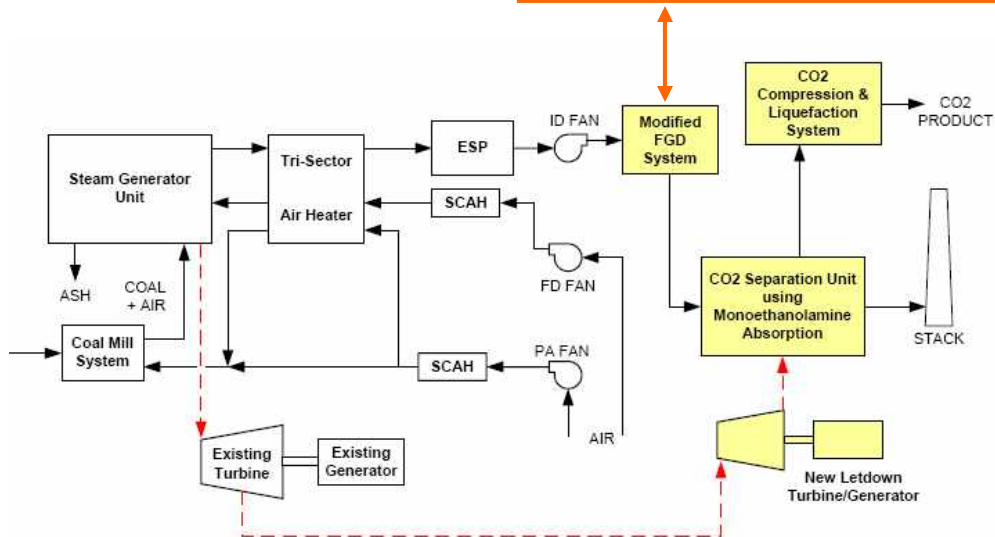 CO2
Compression &
Liquefaction
System
CO2
PRODUCT
ID FAN
Modified
FGD
System
ESP
Tri-Sector
Air Heater
Steam Generator
Unit
SCAH
FD FAN
ASH
COAL
+ AIR
CO2 Separation Unit
using
Monoethanolamine
Absorption
STACK
Coal Mill
System
SCAH
PA FAN
AIR
Existing
Turbine
Existing
Generator
New Letdown
Turbine/Generator